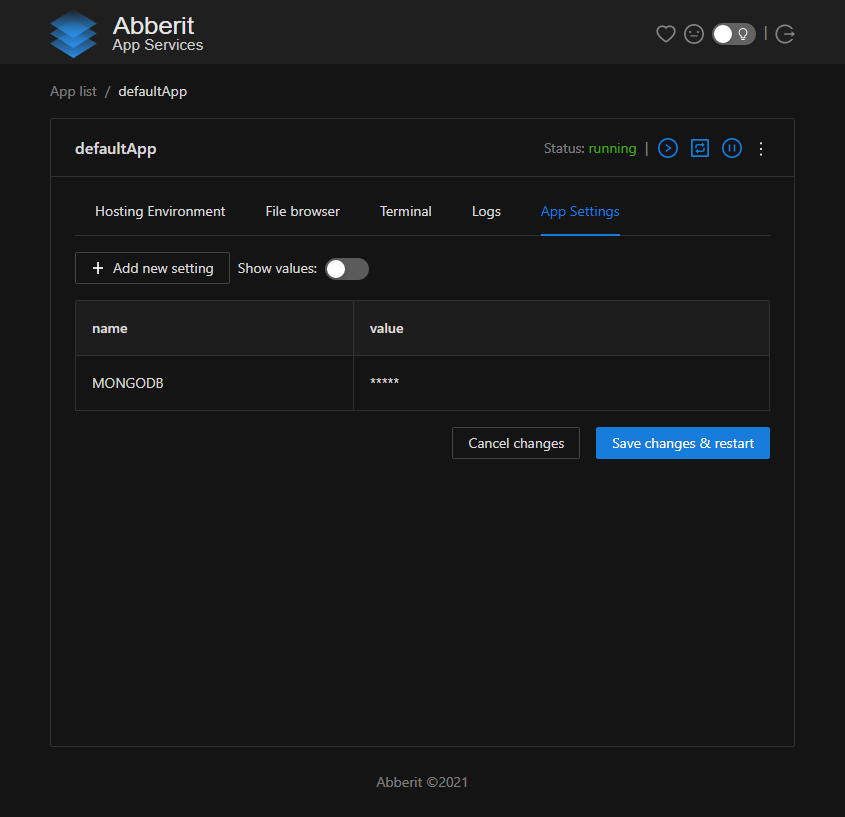 Abberit
App Services
App list / defaultApp
defaultApp
Status: running |
Hosting Environment File browser Terminal Logs App Settings
+ Add new setting Show values:
name value
MONGODB *****
Cancel changes Save changes & restart
Abberit ©2021